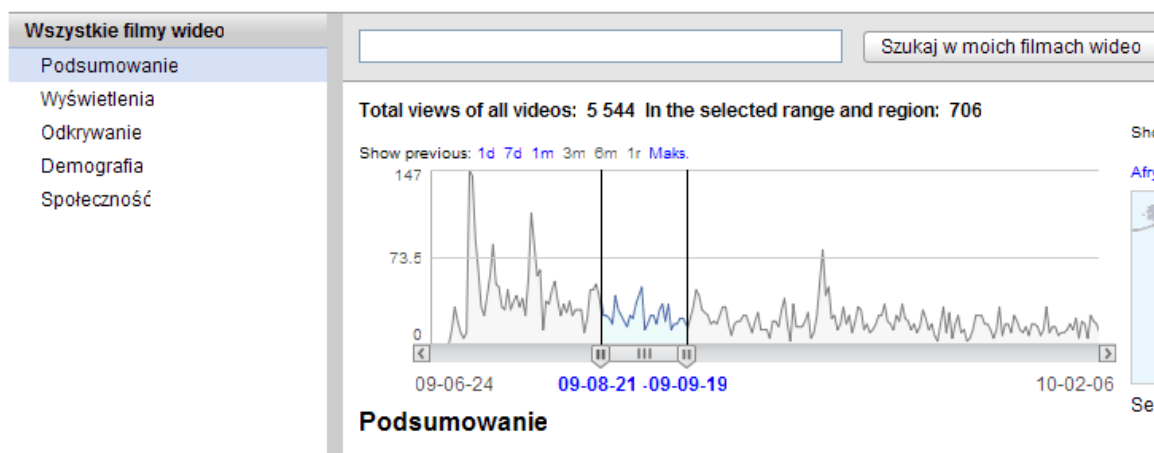 Wszystkie filmy wideo
Podsumowanie
Wyświetlenia
Odkrywanie
Demografia
Społeczność
Szukaj w moich filmach wideo
Total views of all videos: 5 544 In the selected range and region: 706
Show previous: 1d 7d 1m 3m 6m 1r Maks.
147
73.5
0
09-06-24 09-08-21 -09-09-19 10-02-06
Podsumowanie